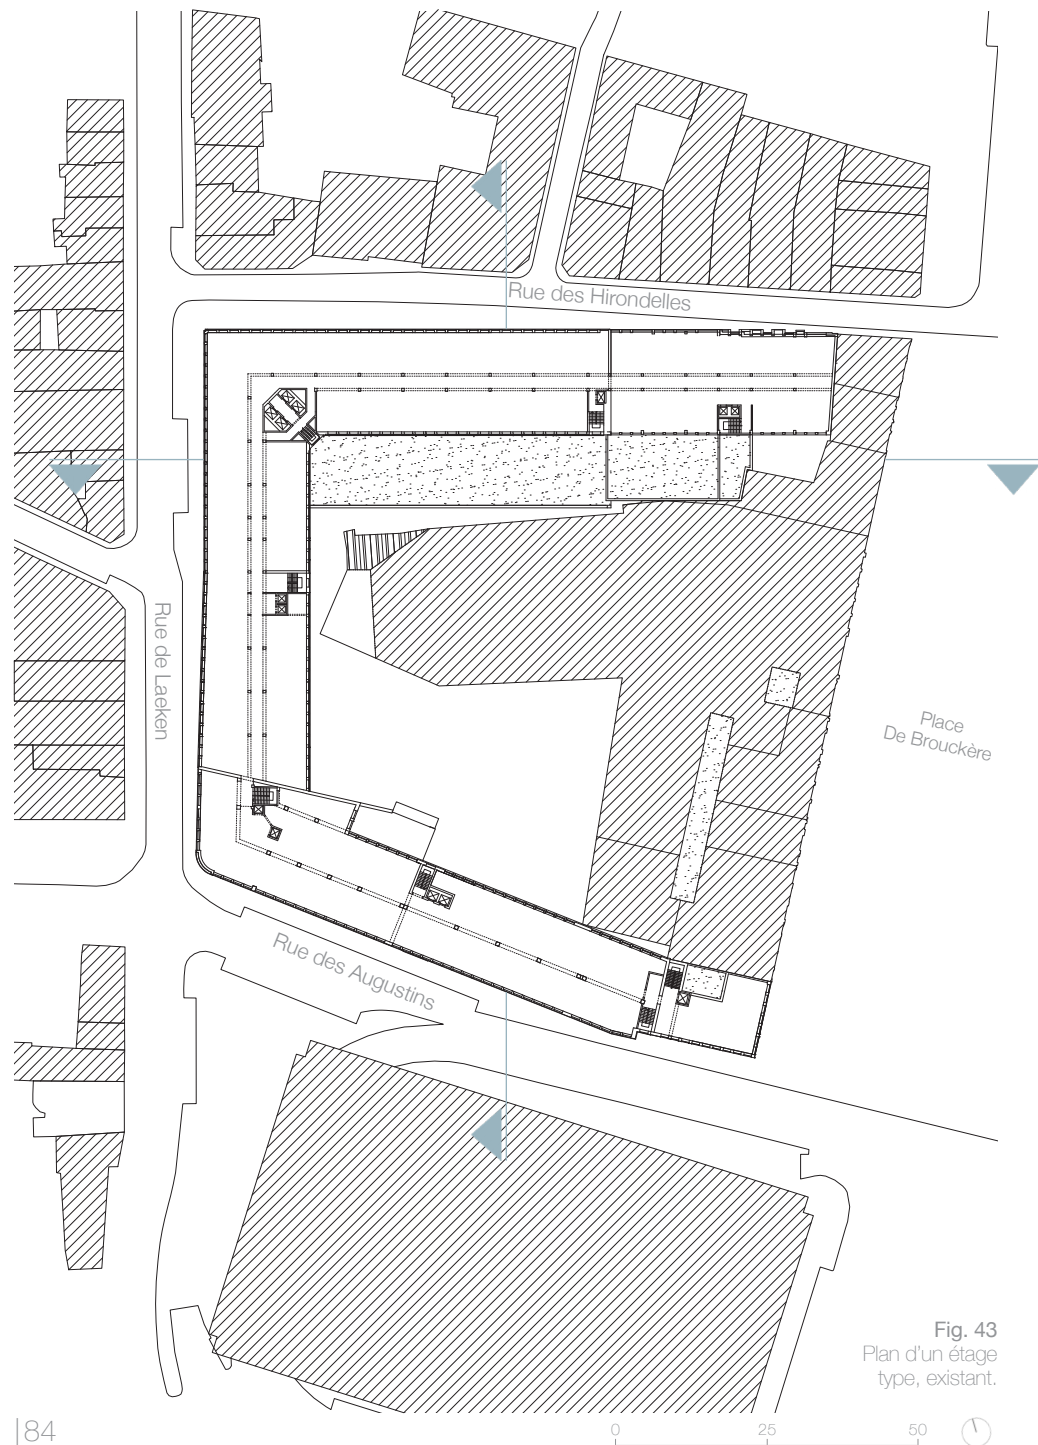 Rue des Hirondelles
Rue de Laeken
Place
De Brouckère
Rue des Augustins
Fig. 43
Plan d'un étage
type, existant.
|84
0 25 50